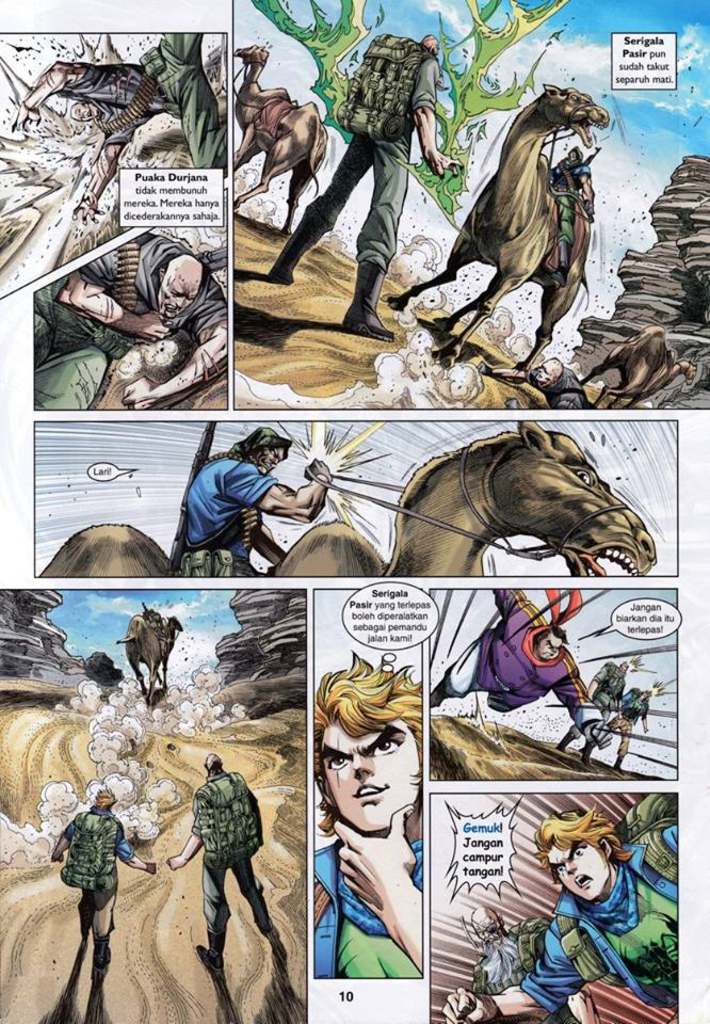 Puaka Durjana
tidak membunuh
mereka. Mereka hanya
dicederakannya sahaja.
Serigala
Pasir pun
sudah takut
separuh mati.
Lari!
Serigala
Pasir yang terlepas
boleh diperalatkan
sebagai pemandu
jalan kami!
Jangan
biarkan dia itu
terlepas!
Gemuk!
Jangan
campur
tangan!
10